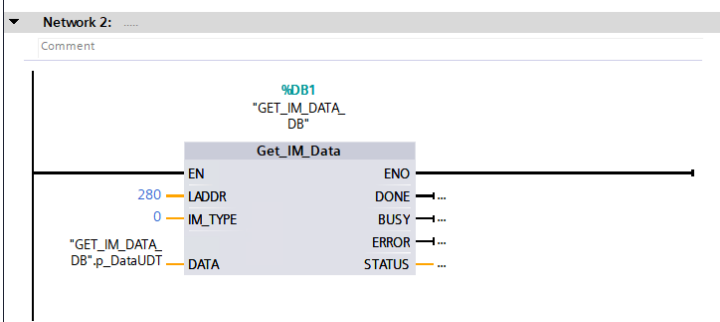 Network 2: .....
Comment
%DB1
"GET_IM_DATA_
DB"
Get_IM_Data
EN ENO
280 LADDR DONE ...
0 IM_TYPE BUSY ...
ERROR ...
"GET_IM_DATA_
DB".p_DataUDT DATA STATUS ...